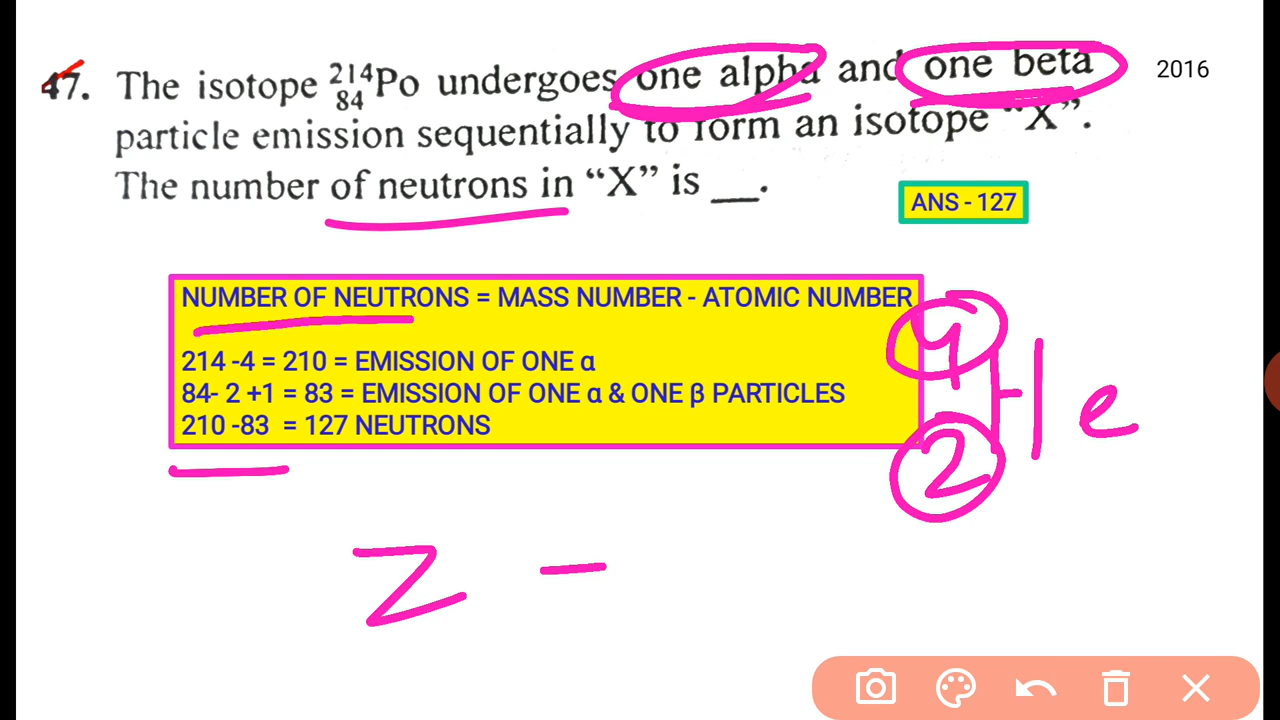 47. The isotope ²¹⁴₈₄Po undergoes one alpha and one beta 2016
particle emission sequentially to form an isotope “X”.
The number of neutrons in “X” is __.
ANS - 127
NUMBER OF NEUTRONS = MASS NUMBER - ATOMIC NUMBER
214 -4 = 210 = EMISSION OF ONE α
84- 2 +1 = 83 = EMISSION OF ONE α & ONE β PARTICLES
210 -83 = 127 NEUTRONS
4
He
2
Z –